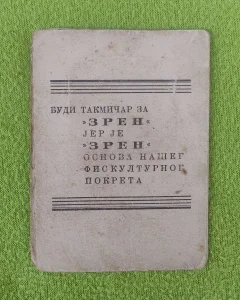 БУДИ ТАКМИЧАР ЗА
»ЗРЕН«
ЈЕР ЈЕ
»ЗРЕН«
ОСНОВА НАШЕГ
ФИСКУЛТУРНОГ
ПОКРЕТА